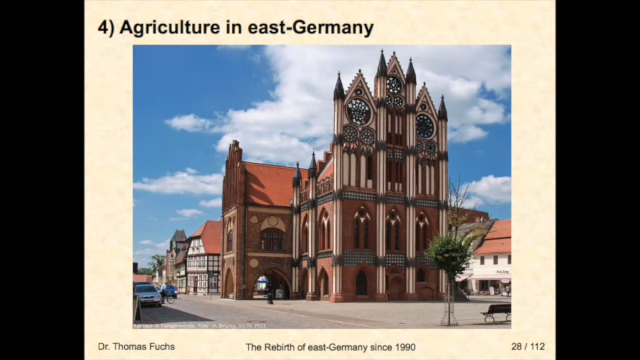 4) Agriculture in east-Germany
Dr. Thomas Fuchs
The Rebirth of east-Germany since 1990
28 / 112